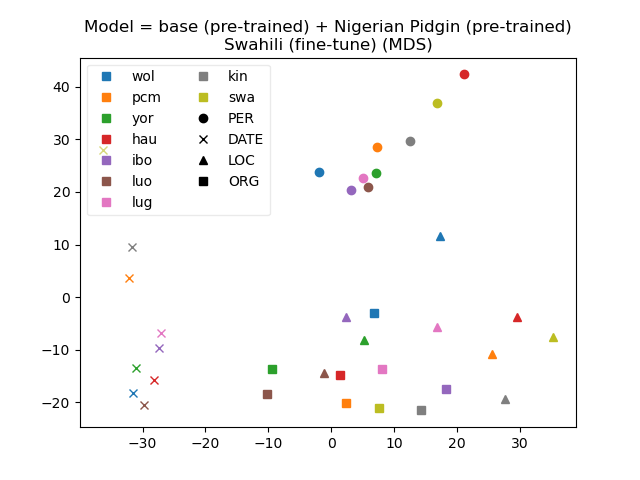 Model = base (pre-trained) + Nigerian Pidgin (pre-trained)
Swahili (fine-tune) (MDS)
wol
pcm
yor
hau
ibo
luo
lug
kin
swa
PER
DATE
LOC
ORG
40
30
20
10
0
−10
−20
−30 −20 −10 0 10 20 30